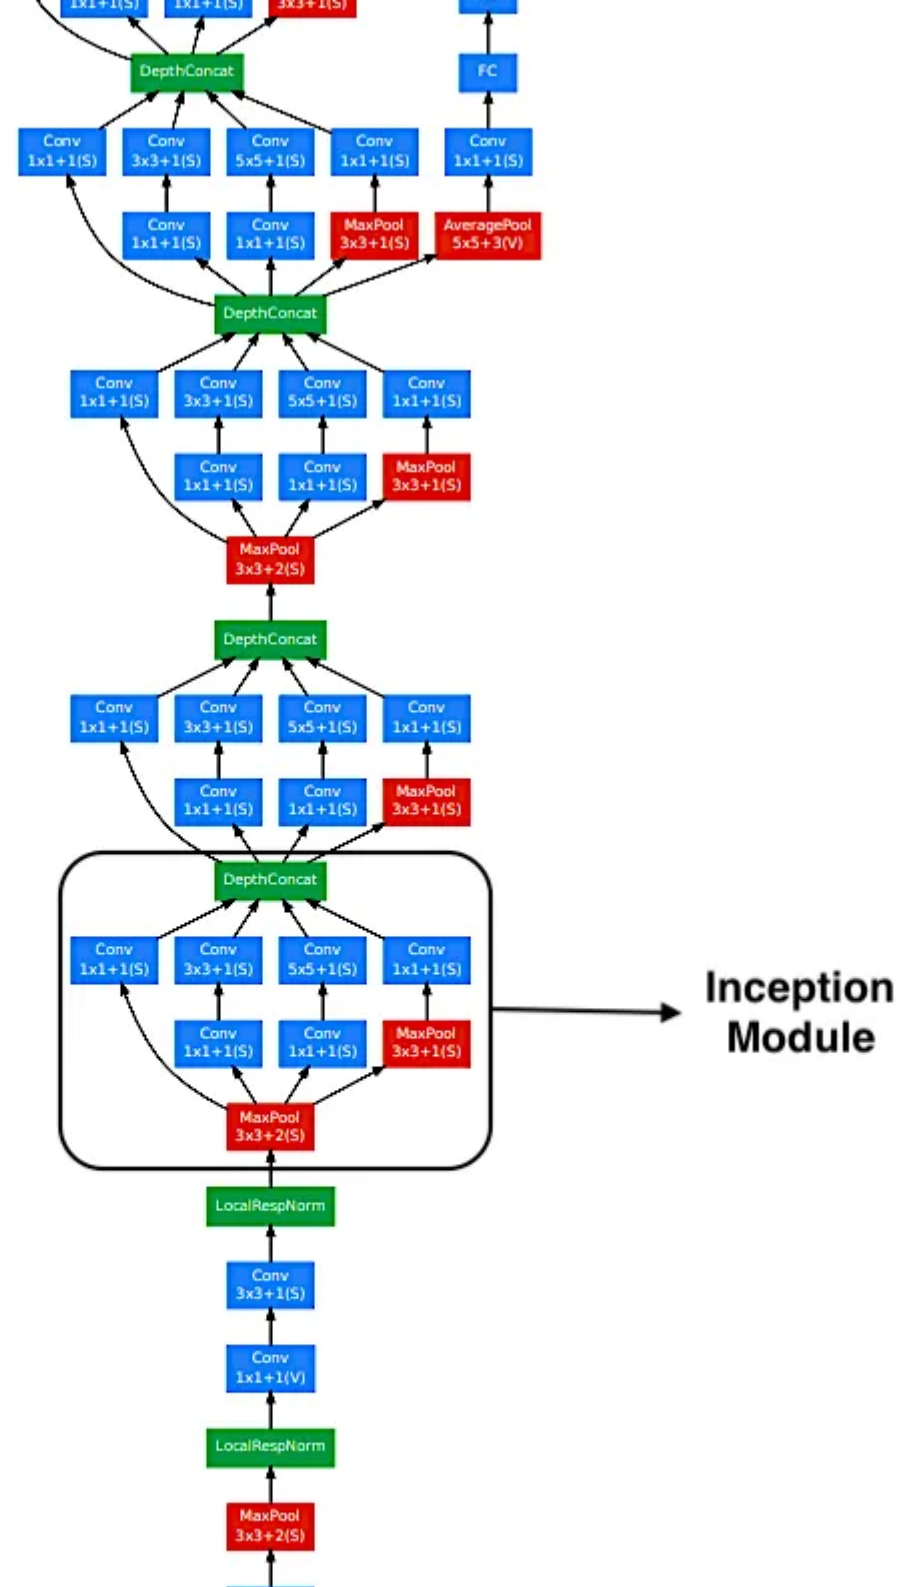 1x1+1(S) 1x1+1(S) 3x3+1(S)
DepthConcat FC
Conv Conv Conv Conv Conv
1x1+1(S) 3x3+1(S) 5x5+1(S) 1x1+1(S) 1x1+1(S)
Conv Conv MaxPool AveragePool
1x1+1(S) 1x1+1(S) 3x3+1(S) 5x5+3(V)
DepthConcat
Conv Conv Conv Conv
1x1+1(S) 3x3+1(S) 5x5+1(S) 1x1+1(S)
Conv Conv MaxPool
1x1+1(S) 1x1+1(S) 3x3+1(S)
MaxPool
3x3+2(S)
DepthConcat
Conv Conv Conv Conv
1x1+1(S) 3x3+1(S) 5x5+1(S) 1x1+1(S)
Conv Conv MaxPool
1x1+1(S) 1x1+1(S) 3x3+1(S)
DepthConcat
Conv Conv Conv Conv
1x1+1(S) 3x3+1(S) 5x5+1(S) 1x1+1(S)
Conv Conv MaxPool
1x1+1(S) 1x1+1(S) 3x3+1(S)
MaxPool
3x3+2(S)
Inception
Module
LocalRespNorm
Conv
3x3+1(S)
Conv
1x1+1(V)
LocalRespNorm
MaxPool
3x3+2(S)